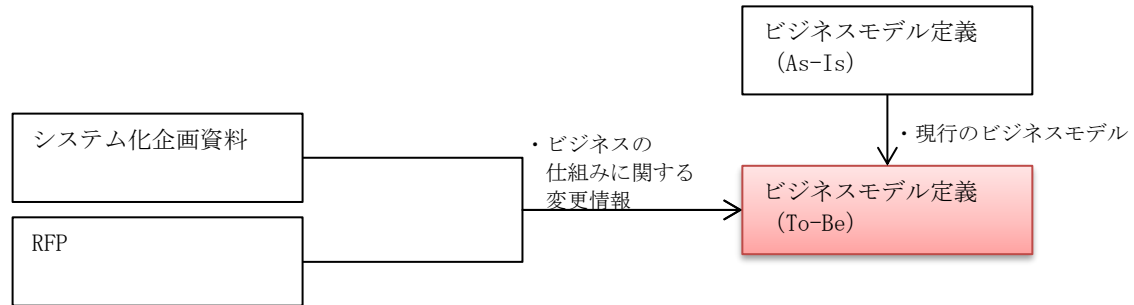 ビジネスモデル定義
（As-Is）
システム化企画資料
・ビジネスの
仕組みに関する
変更情報
・現行のビジネスモデル
ビジネスモデル定義
（To-Be）
RFP